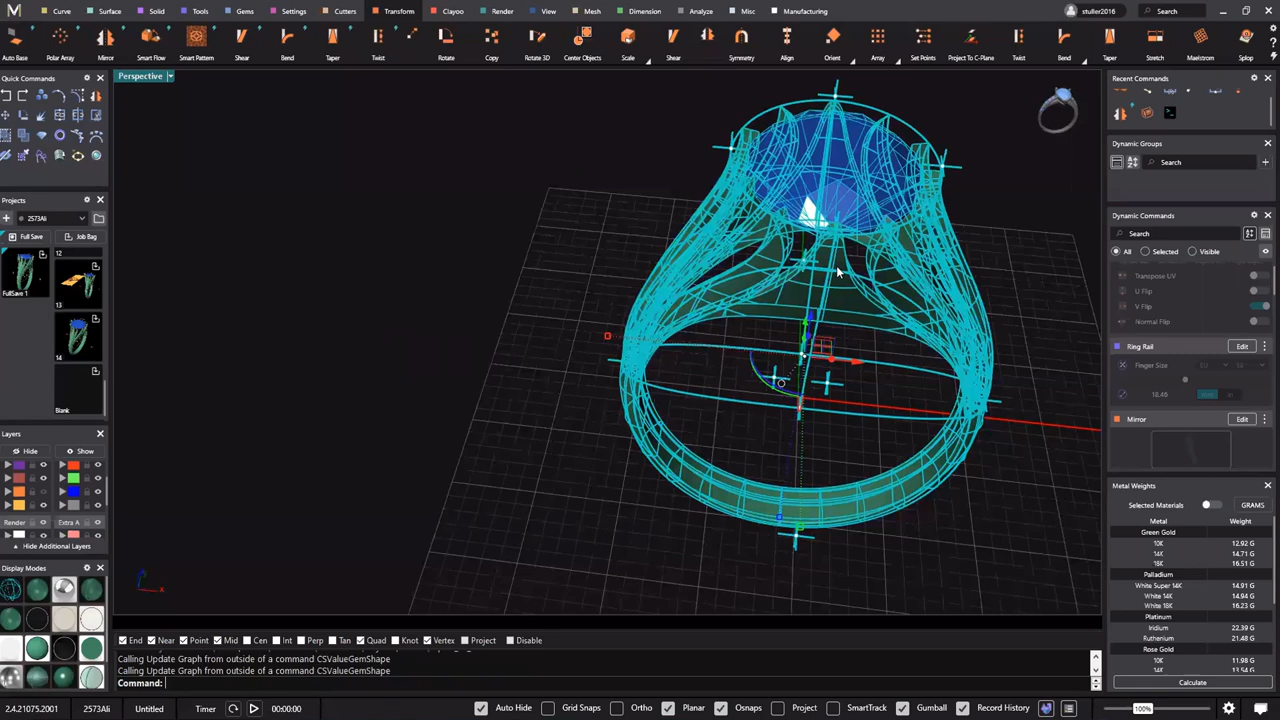 Curve Surface Solid Tools Gems Settings Cutters Transform Clayoo Render View Mesh Dimension Analyze Misc Manufacturing stuller2016 Search
Auto Base Polar Array Mirror Smart Flow Smart Pattern Shear Bend Taper Twist Rotate Copy Rotate 3D Center Objects Scale Shear Symmetry Align Orient Array Set Points Project To C-Plane Twist Bend Taper Stretch Maelstrom Splop
Quick Commands
Perspective
Recent Commands
Dynamic Groups
Search
Projects
2573Ali
Full Save
Job Bag
FullSave 1
12
13
14
Blank
Dynamic Commands
Search
All Selected Visible
Transpose UV
U Flip
V Flip
Normal Flip
Ring Rail Edit
Finger Size
18.46
Mirror Edit
Layers
Hide Show
Render Extra A
Hide Additional Layers
Display Modes
Metal Weights
Selected Materials GRAMS
Metal Weight
Green Gold
10K 12.92 G
14K 14.71 G
18K 16.51 G
Palladium
White Super 14K 14.91 G
White 14K 14.94 G
White 18K 16.23 G
Platinum
Iridium 22.39 G
Ruthenium 21.48 G
Rose Gold
10K 11.98 G
14K 13.54 G
Calculate
x
End Near Point Mid Cen Int Perp Tan Quad Knot Vertex Project Disable
Calling Update Graph from outside of a command CSValueGemShape
Calling Update Graph from outside of a command CSValueGemShape
Command:
2.4.21075.2001 2573Ali Untitled Timer 00:00:00 Auto Hide Grid Snaps Ortho Planar Osnaps Project SmartTrack Gumball Record History 100%